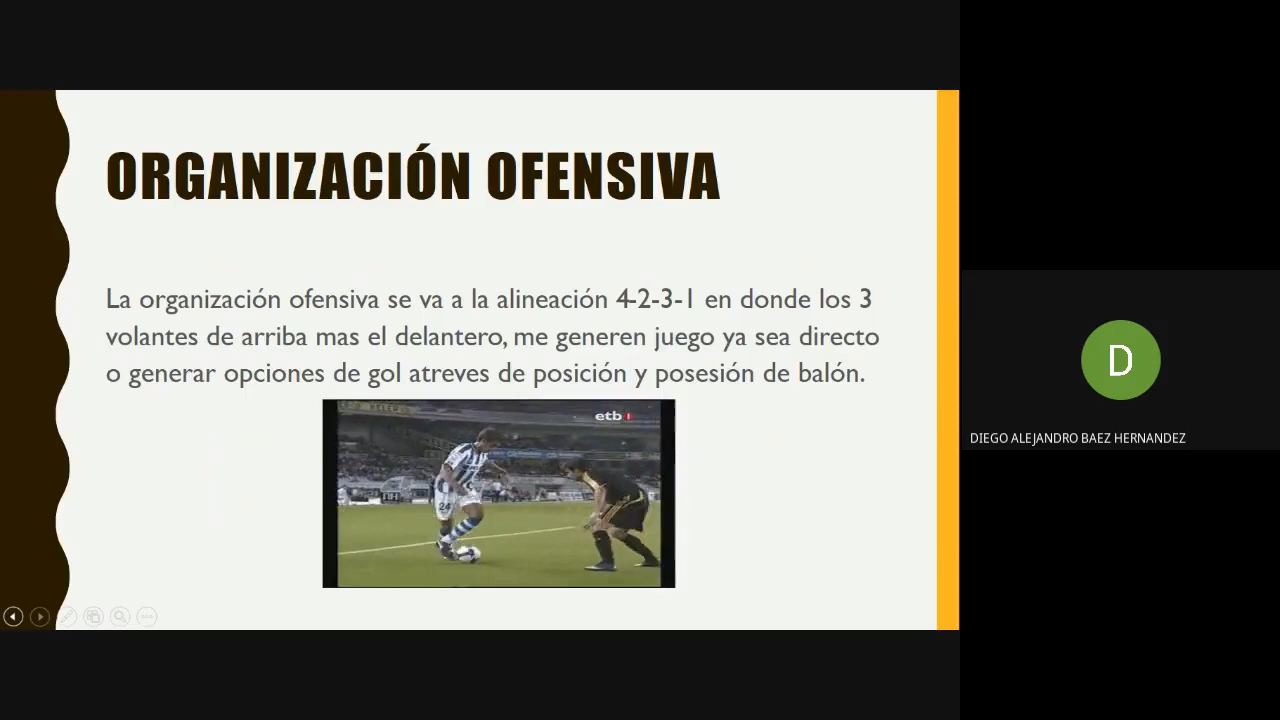 ORGANIZACIÓN OFENSIVA
La organización ofensiva se va a la alineación 4-2-3-1 en donde los 3
volantes de arriba mas el delantero, me generen juego ya sea directo
o generar opciones de gol atreves de posición y posesión de balón.
etb 1
24
D
DIEGO ALEJANDRO BAEZ HERNANDEZ